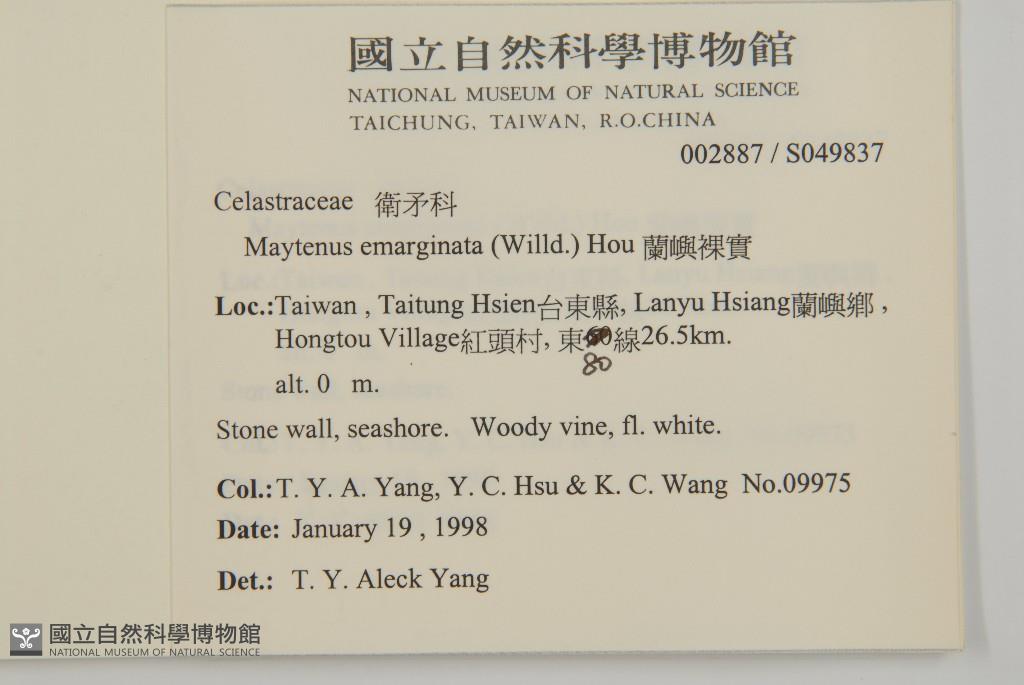 國立自然科學博物館
NATIONAL MUSEUM OF NATURAL SCIENCE
TAICHUNG, TAIWAN, R.O.CHINA
002887 / S049837
Celastraceae 衛矛科
Maytenus emarginata (Willd.) Hou 蘭嶼裸實
Loc.:Taiwan , Taitung Hsien台東縣, Lanyu Hsiang蘭嶼鄉 ,
Hongtou Village紅頭村, 東線26.5km.
80
alt. 0 m.
Stone wall, seashore. Woody vine, fl. white.
Col.: T. Y. A. Yang, Y. C. Hsu & K. C. Wang No.09975
Date: January 19 , 1998
Det.: T. Y. Aleck Yang
國立自然科學博物館
NATIONAL MUSEUM OF NATURAL SCIENCE